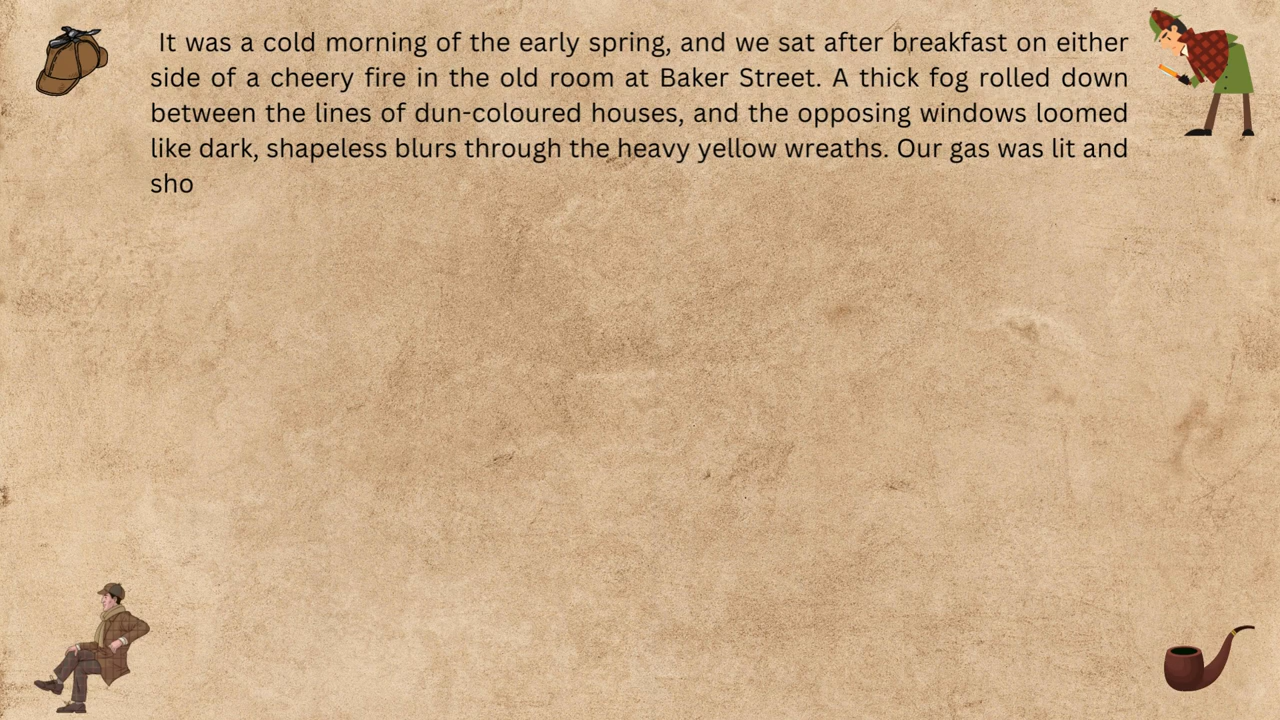 It was a cold morning of the early spring, and we sat after breakfast on either
side of a cheery fire in the old room at Baker Street. A thick fog rolled down
between the lines of dun-coloured houses, and the opposing windows loomed
like dark, shapeless blurs through the heavy yellow wreaths. Our gas was lit and
sho